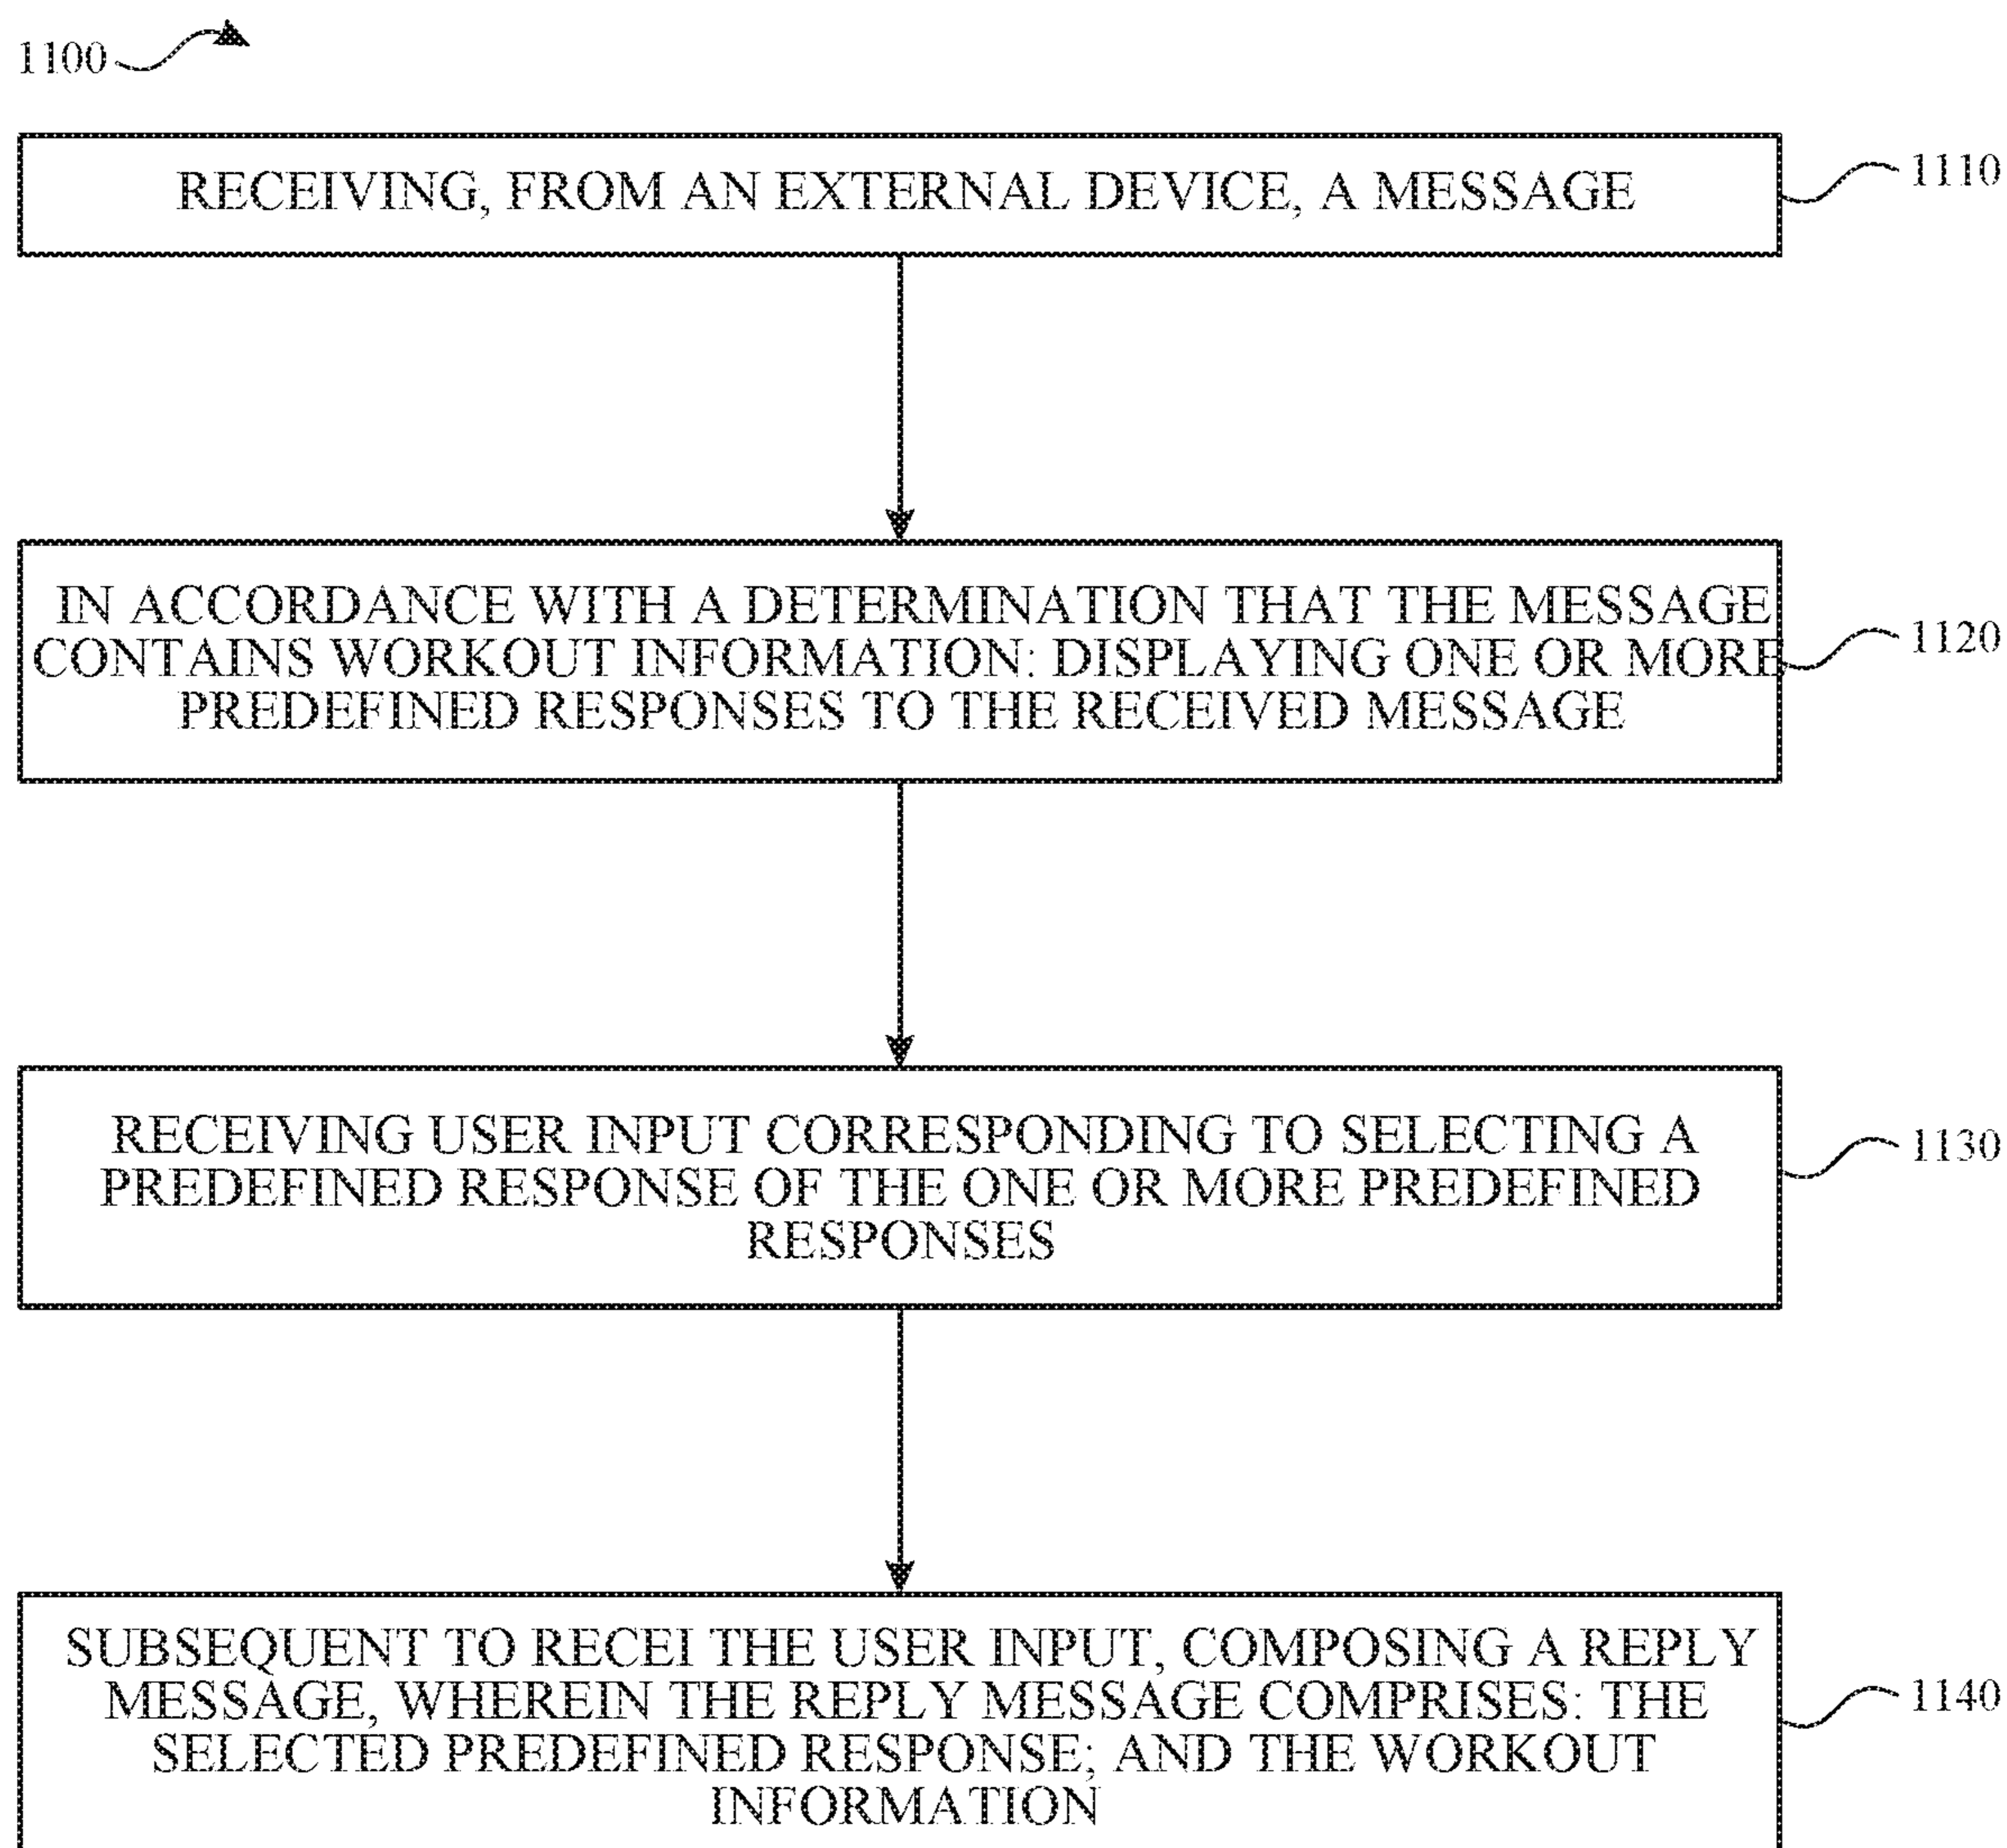 1100
RECEIVING, FROM AN EXTERNAL DEVICE, A MESSAGE
1110
IN ACCORDANCE WITH A DETERMINATION THAT THE MESSAGE
CONTAINS WORKOUT INFORMATION: DISPLAYING ONE OR MORE
PREDEFINED RESPONSES TO THE RECEIVED MESSAGE
1120
RECEIVING USER INPUT CORRESPONDING TO SELECTING A
PREDEFINED RESPONSE OF THE ONE OR MORE PREDEFINED
RESPONSES
1130
SUBSEQUENT TO RECEI THE USER INPUT, COMPOSING A REPLY
MESSAGE, WHEREIN THE REPLY MESSAGE COMPRISES: THE
SELECTED PREDEFINED RESPONSE; AND THE WORKOUT
INFORMATION
1140